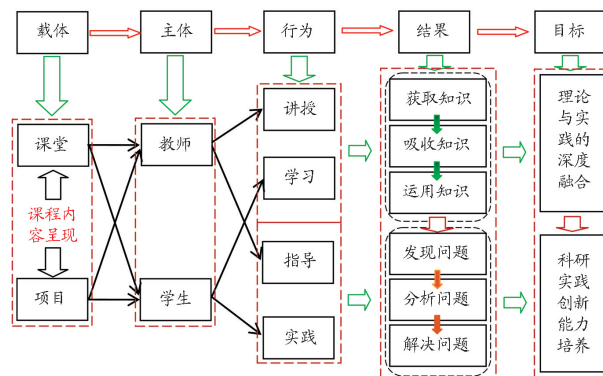 载体
主体
行为
结果
目标
课堂
课程内
容呈现
项目
教师
学生
讲授
学习
指导
实践
获取知识
吸收知识
运用知识
发现问题
分析问题
解决问题
理论
与实
践的
深度
融合
科研
实践
创新
能力
培养